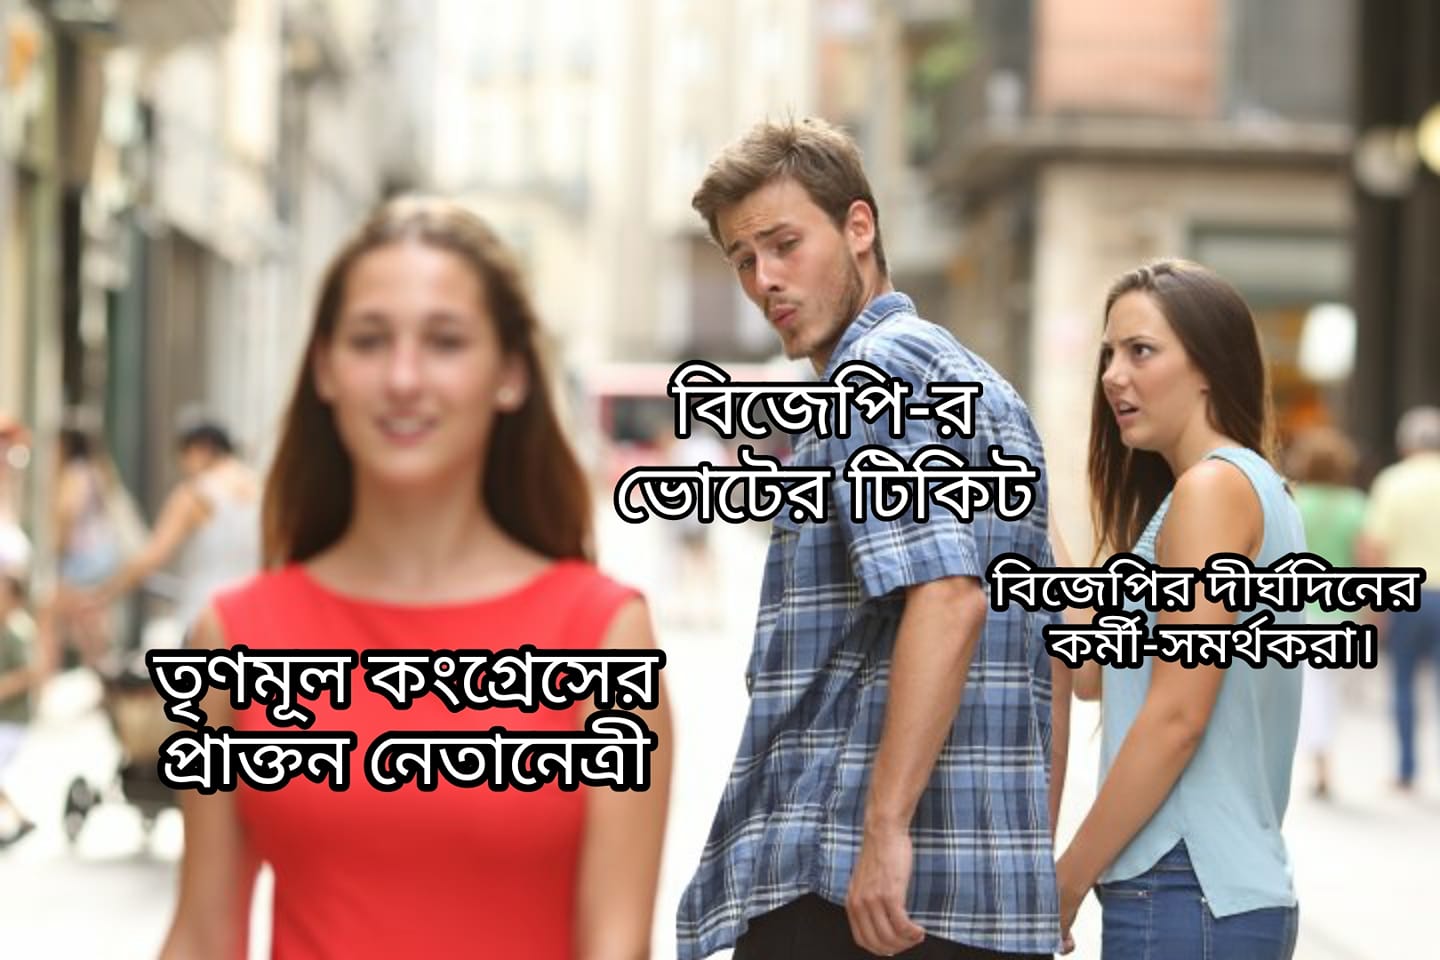 বিজেপি-র
ভোটের টিকিট
বিজেপির দীর্ঘদিনের
কর্মী-সমর্থকরা।
তৃণমূল কংগ্রেসের
প্রাক্তন নেতানেত্রী